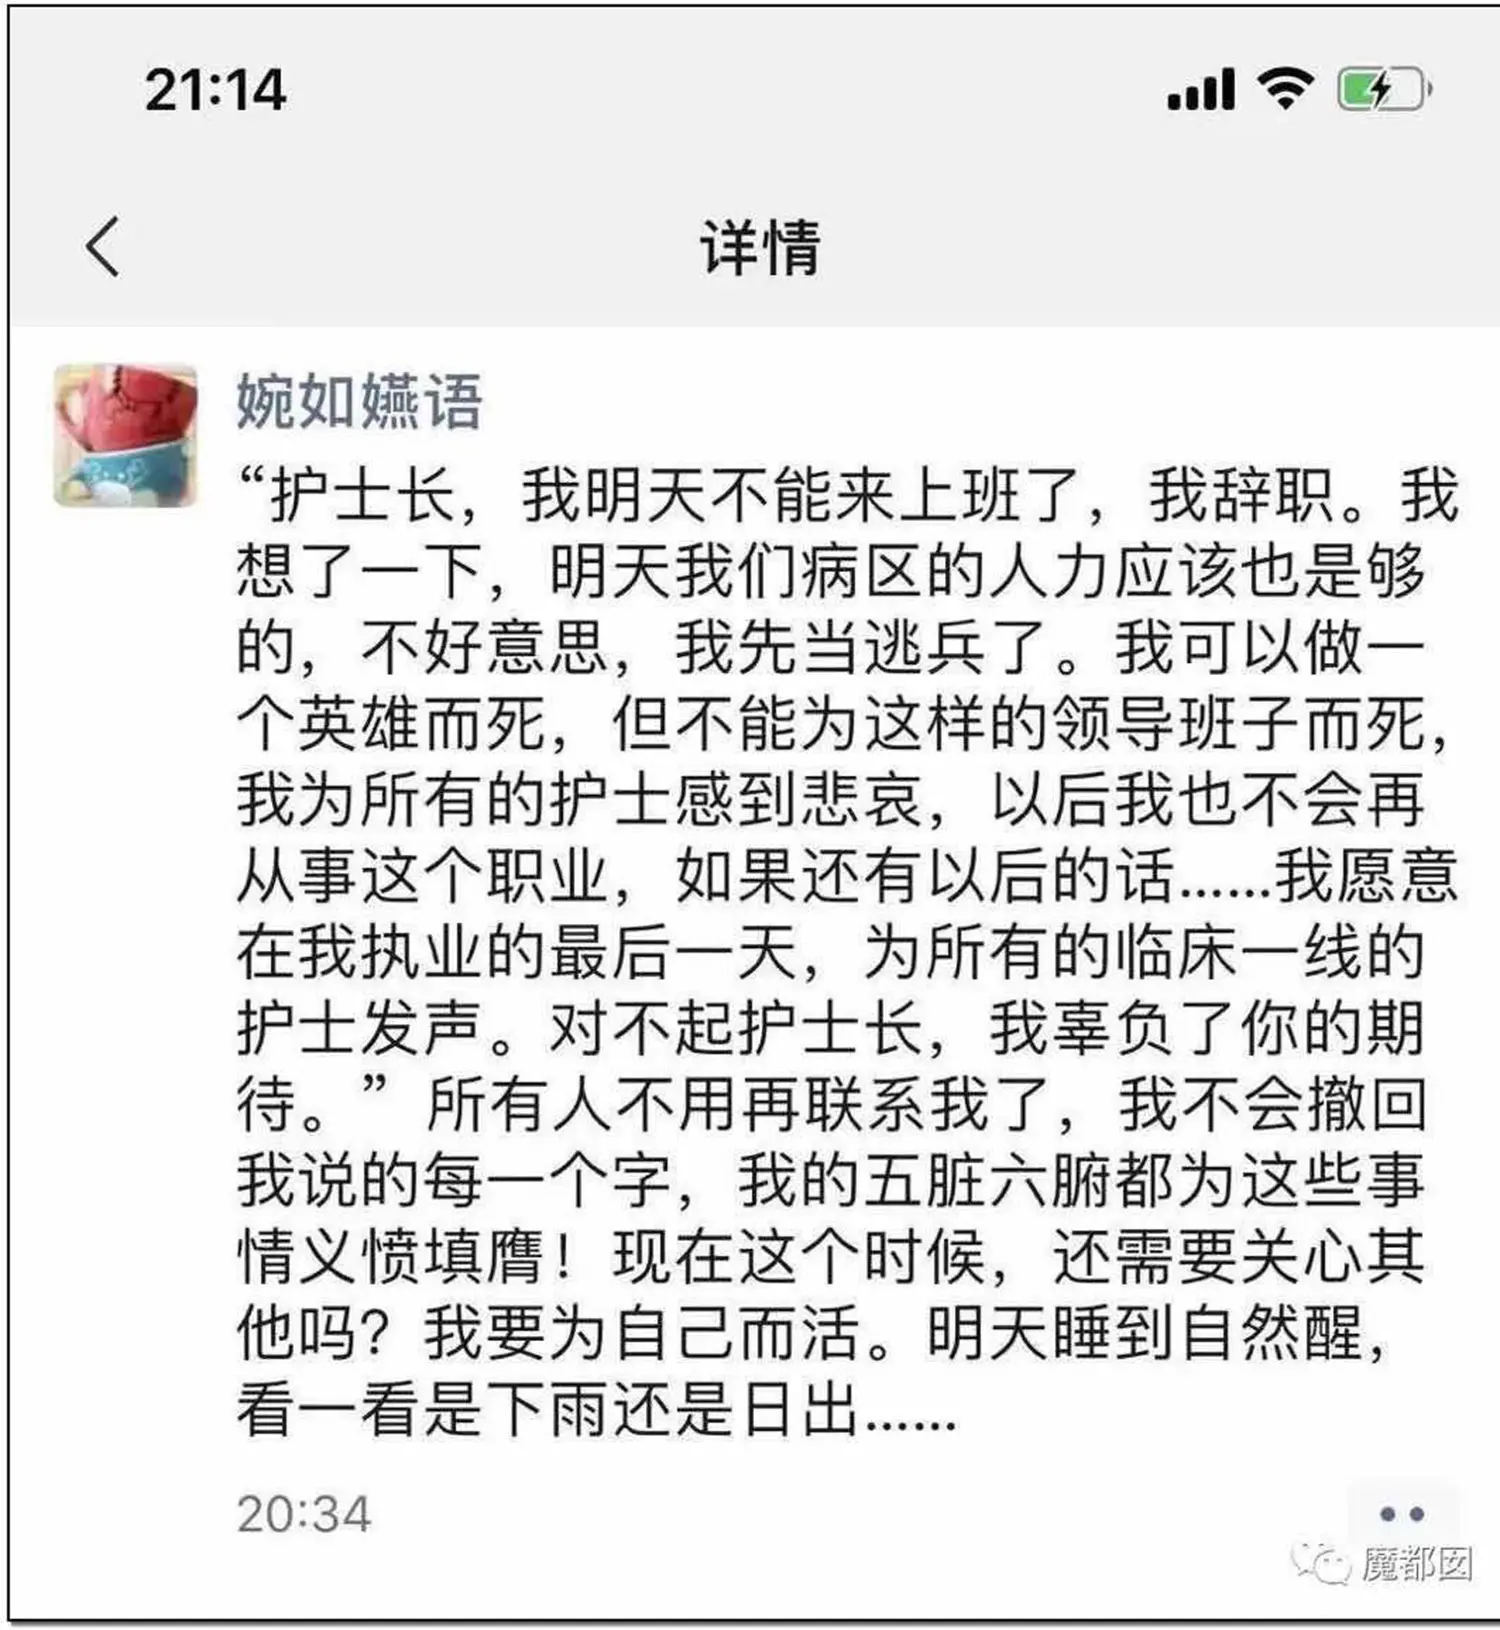 21:14
详情
婉如嬿语
“护士长，我明天不能来上班了，我辞职。我
想了一下，明天我们病区的人力应该也是够
的，不好意思，我先当逃兵了。我可以做一
个英雄而死，但不能为这样的领导班子而死，
我为所有的护士感到悲哀，以后我也不会再
从事这个职业，如果还有以后的话……我愿意
在我执业的最后一天，为所有的临床一线的
护士发声。对不起护士长，我辜负了你的期
待。”所有人不用再联系我了，我不会撤回
我说的每一个字，我的五脏六腑都为这些事
情义愤填膺！现在这个时候，还需要关心其
他吗？我要为自己而活。明天睡到自然醒，
看一看是下雨还是日出……
20:34
魔都囡